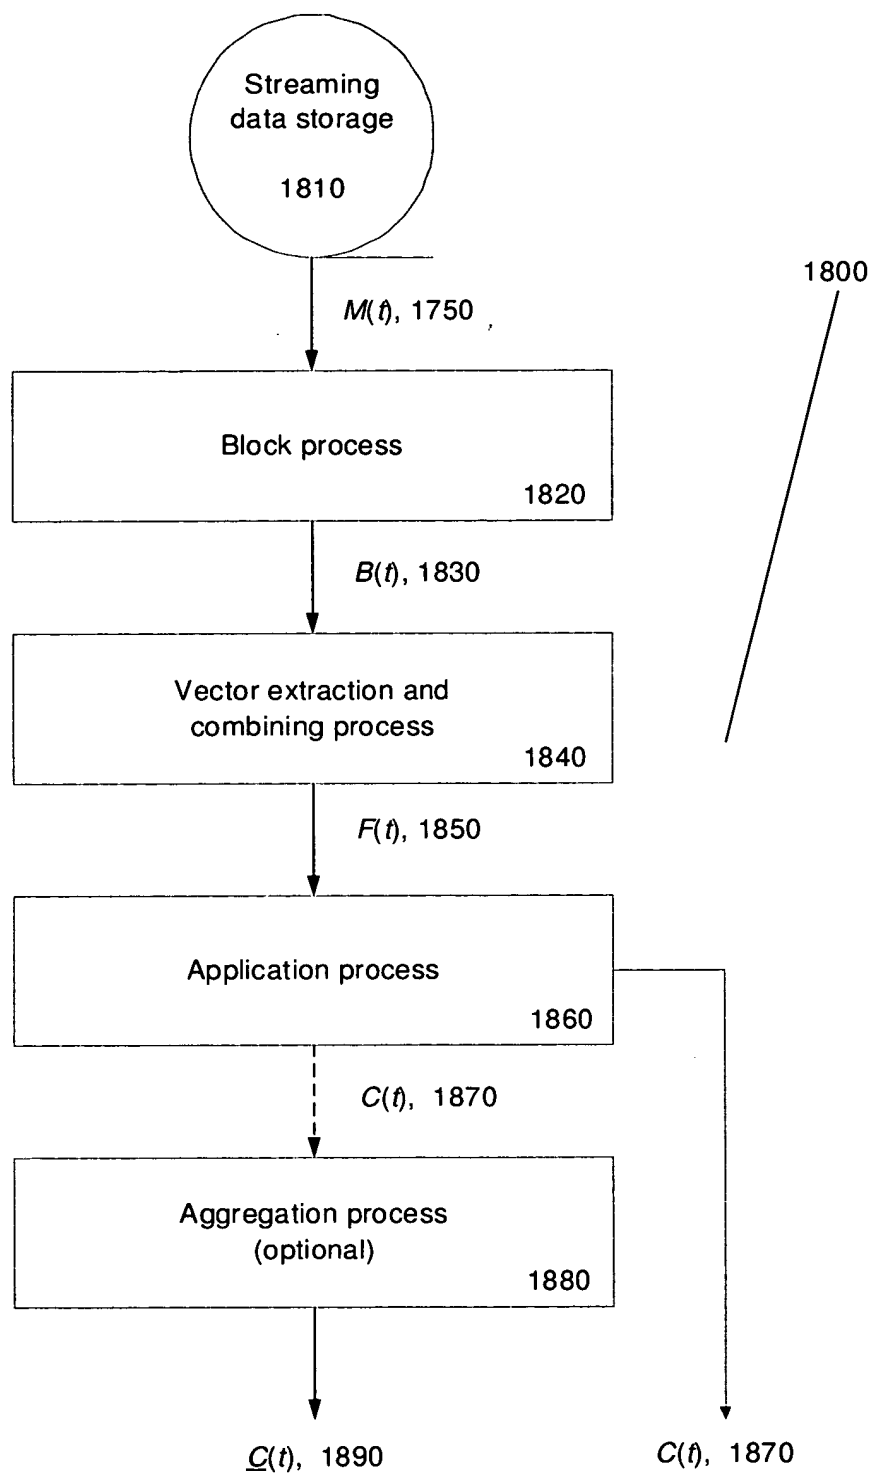 Streaming
data storage
1810
1800
M(t), 1750
Block process
1820
B(t), 1830
Vector extraction and
combining process
1840
F(t), 1850
Application process
1860
C(t), 1870
Aggregation process
(optional)
1880
C(t), 1890
C(t), 1870